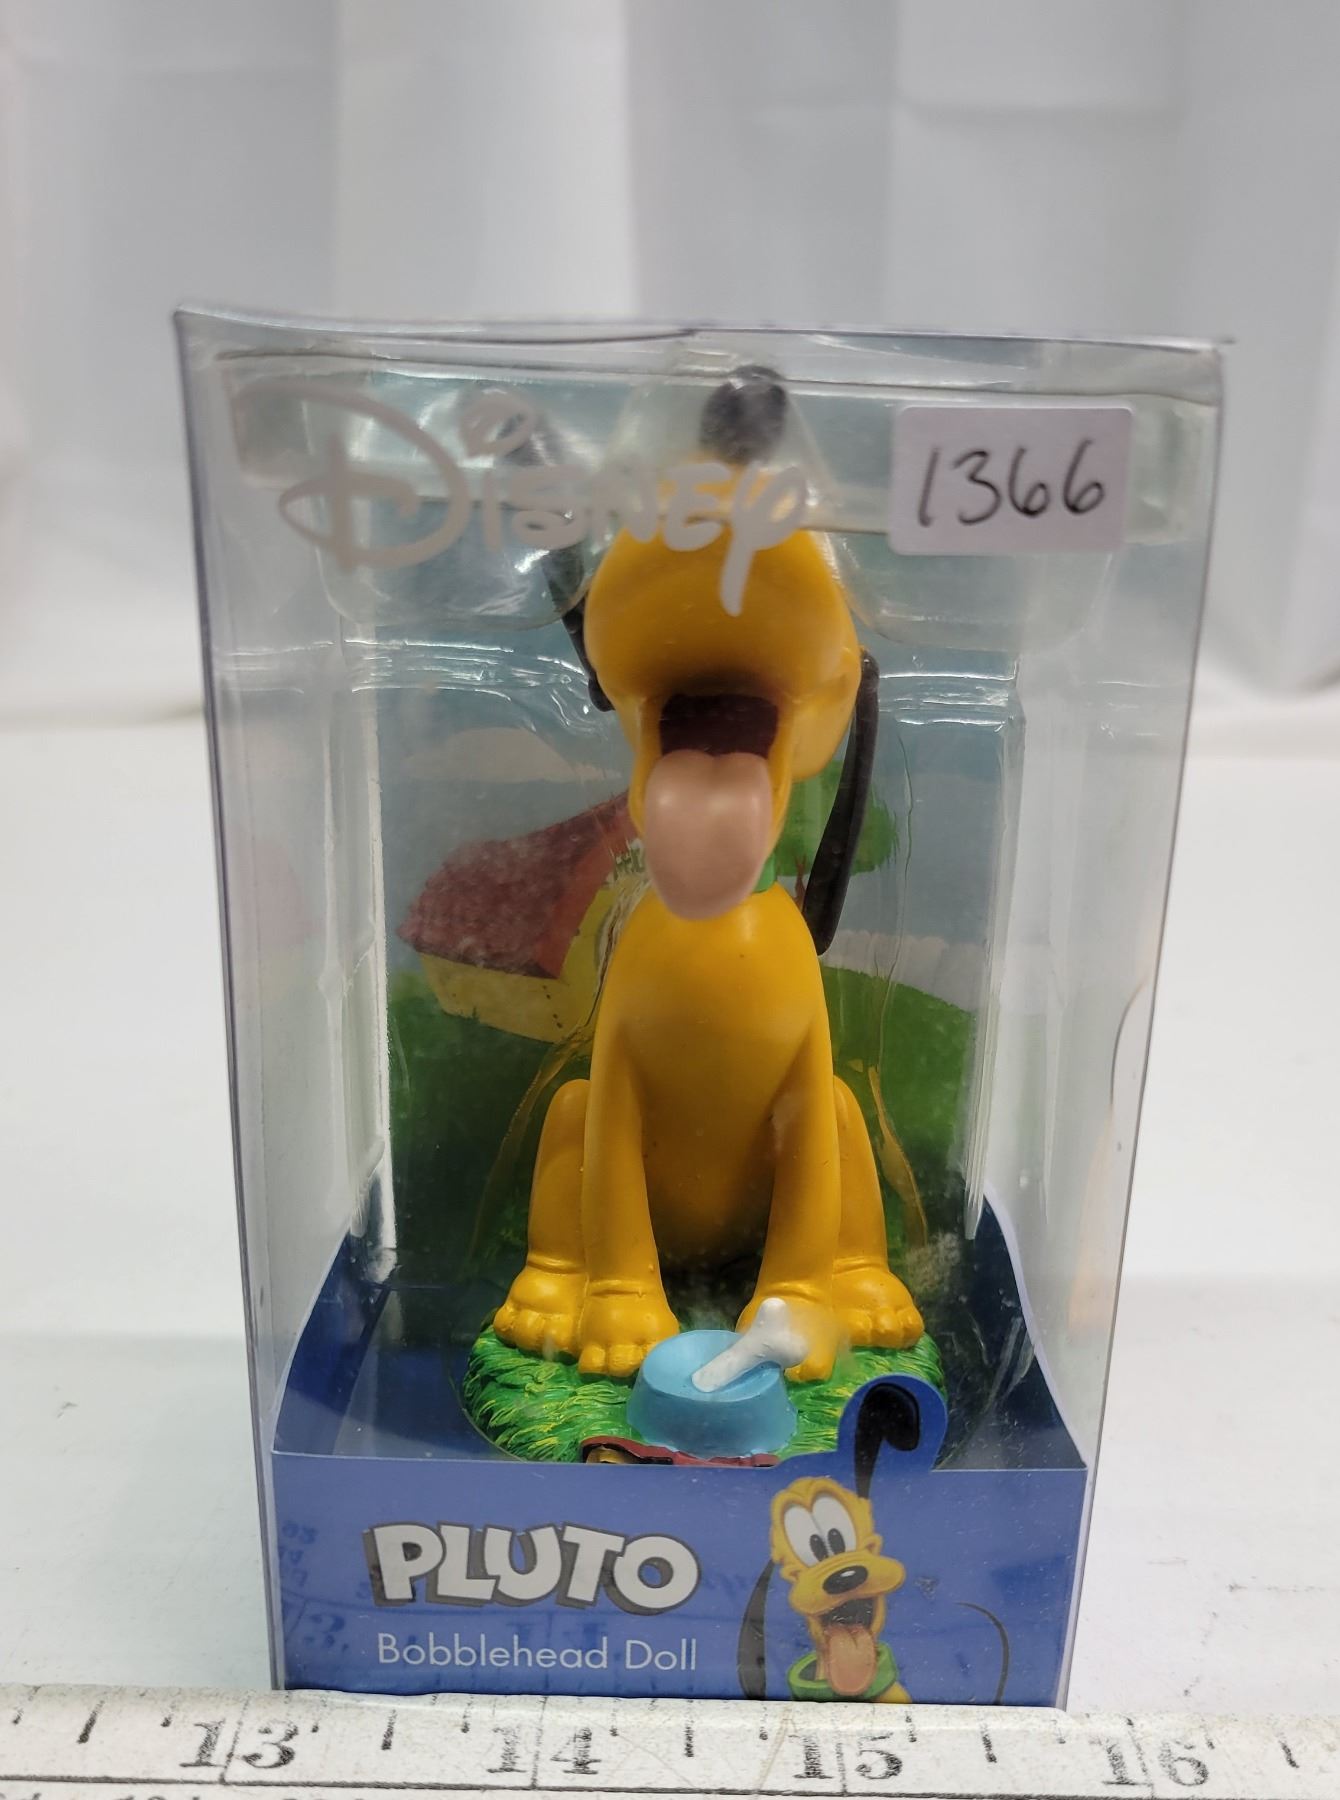 Disney
1366
PLUTO
Bobblehead Doll
13 14 15 16